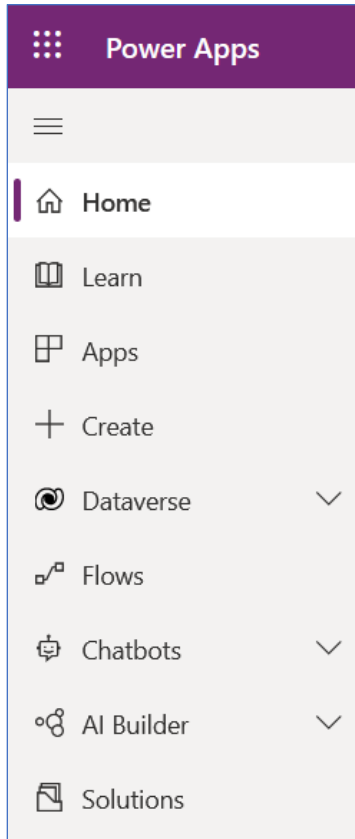 Power Apps
Home
Learn
Apps
Create
Dataverse
Flows
Chatbots
AI Builder
Solutions